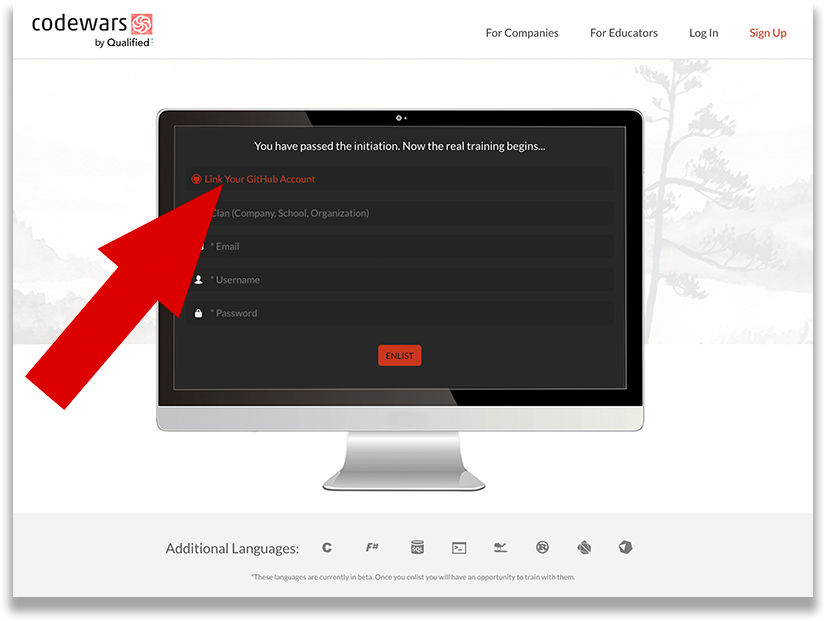 codewars
by Qualified
For Companies
For Educators
Log In
Sign Up
You have passed the initiation. Now the real training begins...
Link Your GitHub Account
Clan (Company, School, Organization)
* Email
* Username
* Password
ENLIST
Additional Languages:
C
F#
SQL
*These languages are currently in beta. Once you enlist you will have an opportunity to train with them.